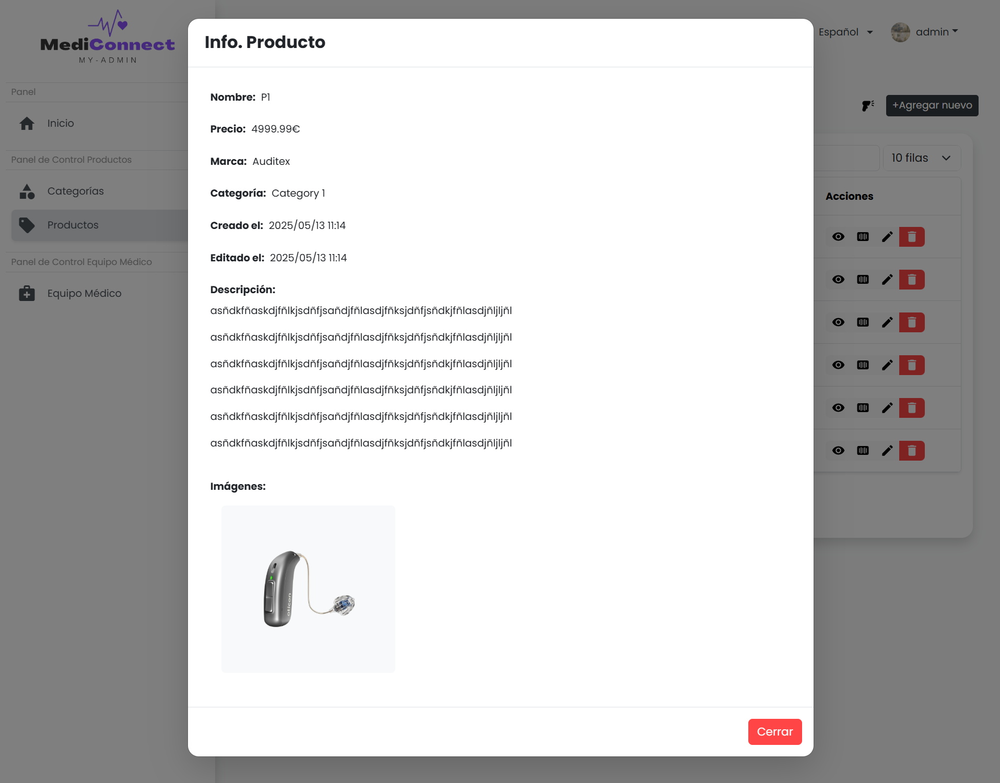 MediConnect
MY-ADMIN
Panel
Inicio
Panel de Control Productos
Categorías
Productos
Panel de Control Equipo Médico
Equipo Médico
Español
admin
+Agregar nuevo
10 filas
Acciones
Info. Producto
Nombre: P1
Precio: 4999.99€
Marca: Auditex
Categoría: Category 1
Creado el: 2025/05/13 11:14
Editado el: 2025/05/13 11:14
Descripción:
asñdkfñaskdjfñlkjsdñfjsañdjfñlasdjfñksjdñfjsñdkjfñlasdjñljljñl
asñdkfñaskdjfñlkjsdñfjsañdjfñlasdjfñksjdñfjsñdkjfñlasdjñljljñl
asñdkfñaskdjfñlkjsdñfjsañdjfñlasdjfñksjdñfjsñdkjfñlasdjñljljñl
asñdkfñaskdjfñlkjsdñfjsañdjfñlasdjfñksjdñfjsñdkjfñlasdjñljljñl
asñdkfñaskdjfñlkjsdñfjsañdjfñlasdjfñksjdñfjsñdkjfñlasdjñljljñl
asñdkfñaskdjfñlkjsdñfjsañdjfñlasdjfñksjdñfjsñdkjfñlasdjñljljñl
Imágenes:
oticon
Cerrar